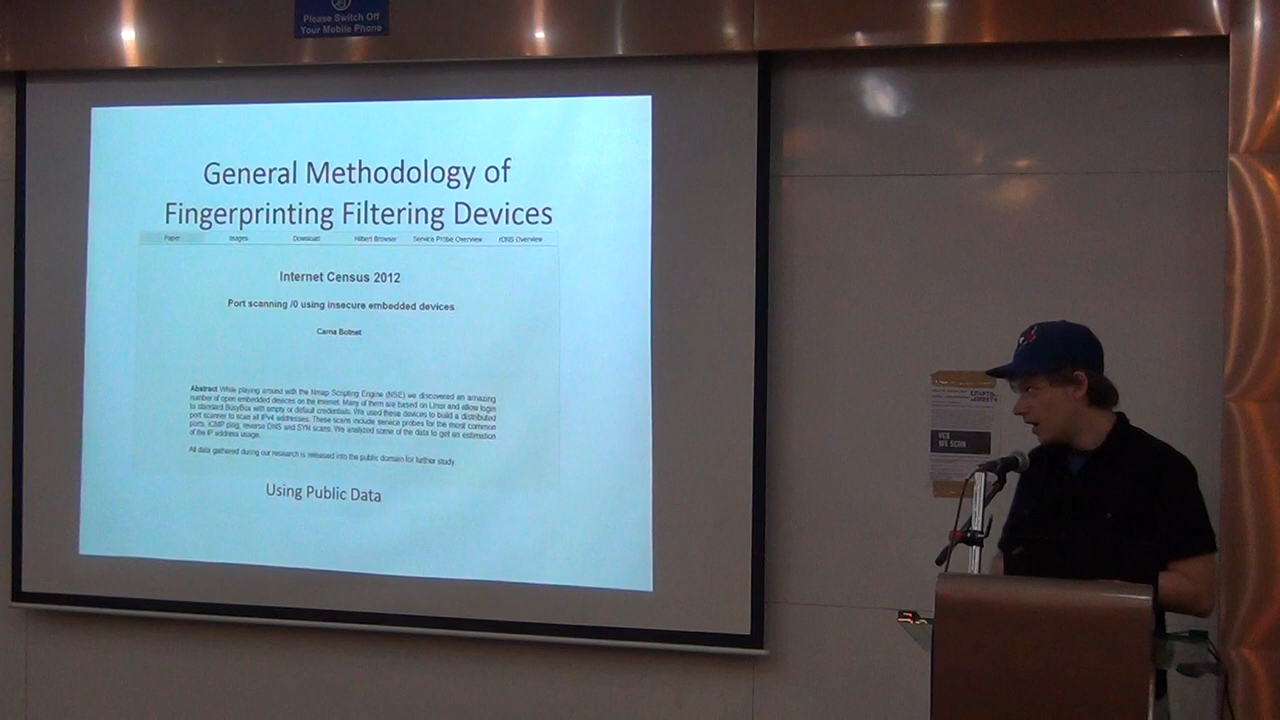 Please Switch Off
Your Mobile Phone
General Methodology of
Fingerprinting Filtering Devices
Paper Images Download Hilbert Browser Service Probe Overview rDNS Overview
Internet Census 2012
Port scanning /0 using insecure embedded devices
Carna Botnet
Abstract While playing around with the Nmap Scripting Engine (NSE) we discovered an amazing
number of open embedded devices on the Internet. Many of them are based on Linux and allow login
to standard BusyBox with empty or default credentials. We used these devices to build a distributed
port scanner to scan all IPv4 addresses. These scans include service probes for the most common
ports, ICMP ping, reverse DNS and SYN scans. We analyzed some of the data to get an estimation
of the IP address usage.
All data gathered during our research is released into the public domain for further study.
Using Public Data